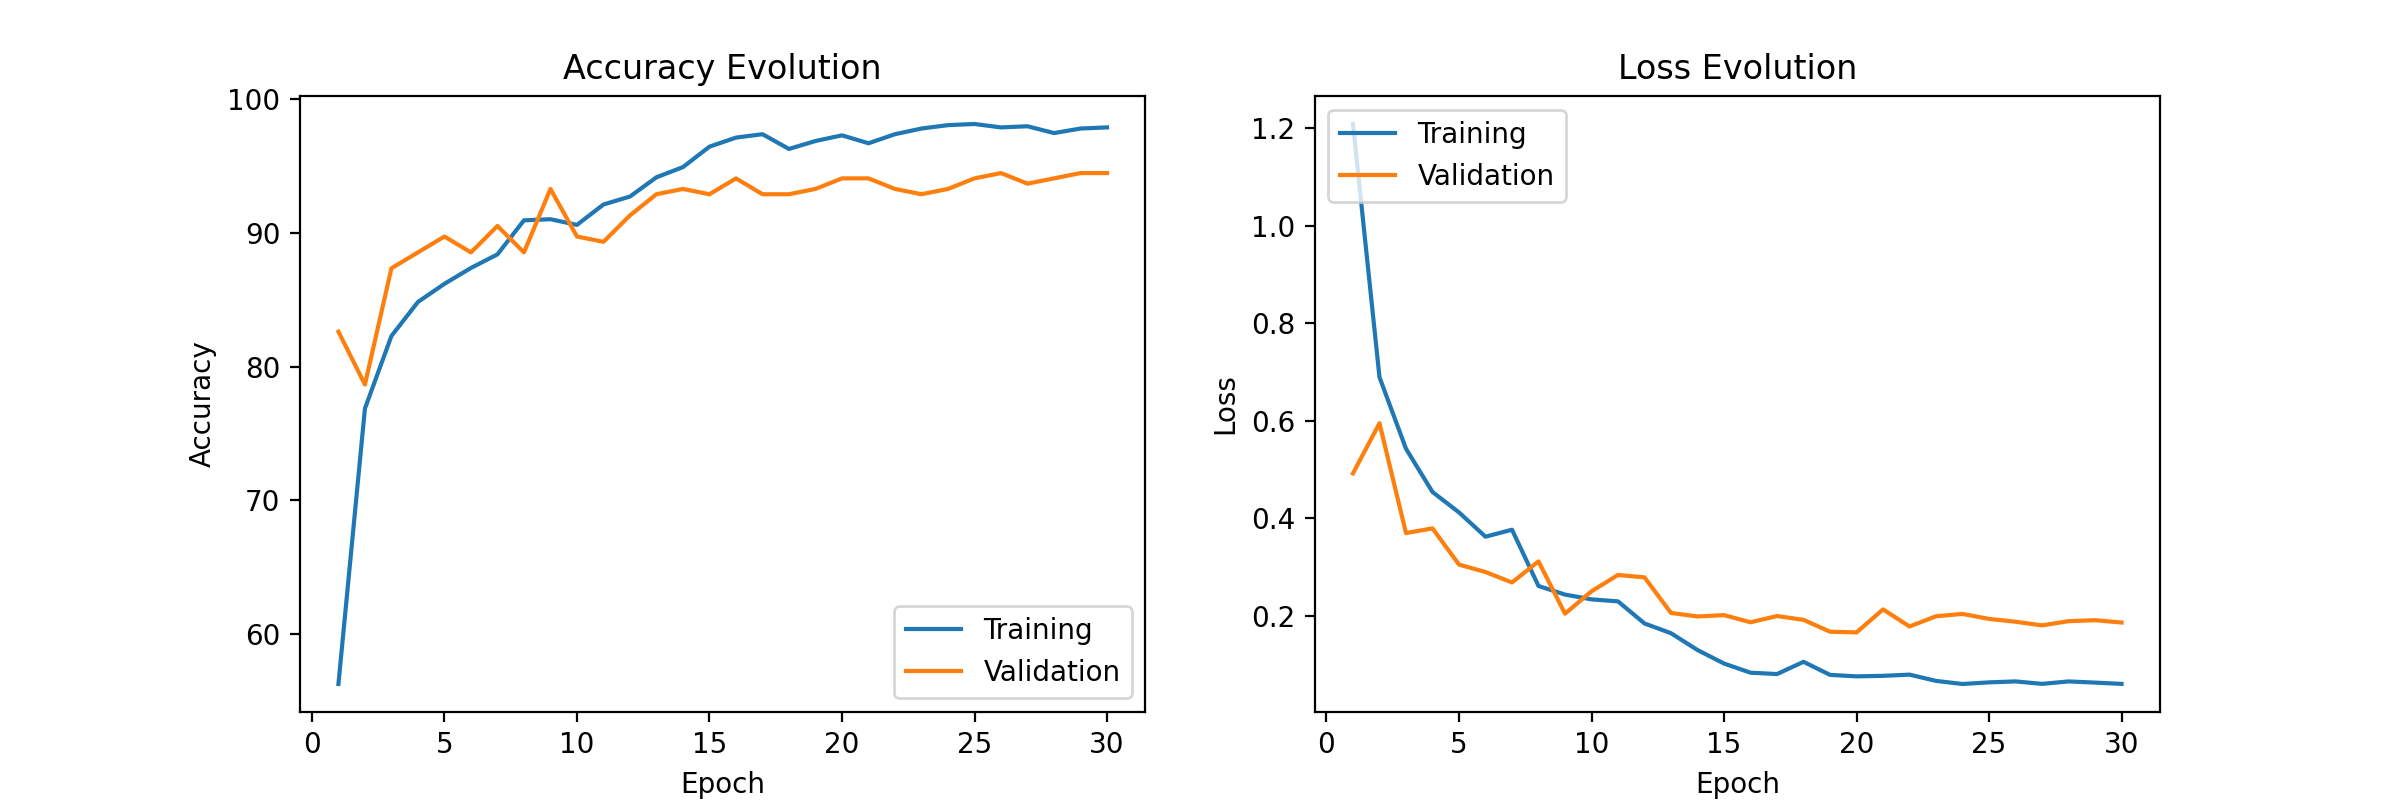 Accuracy Evolution
100
90
80
70
60
Accuracy
Training
Validation
0 5 10 15 20 25 30
Epoch
Loss Evolution
1.2
1.0
0.8
0.6
0.4
0.2
Loss
Training
Validation
0 5 10 15 20 25 30
Epoch